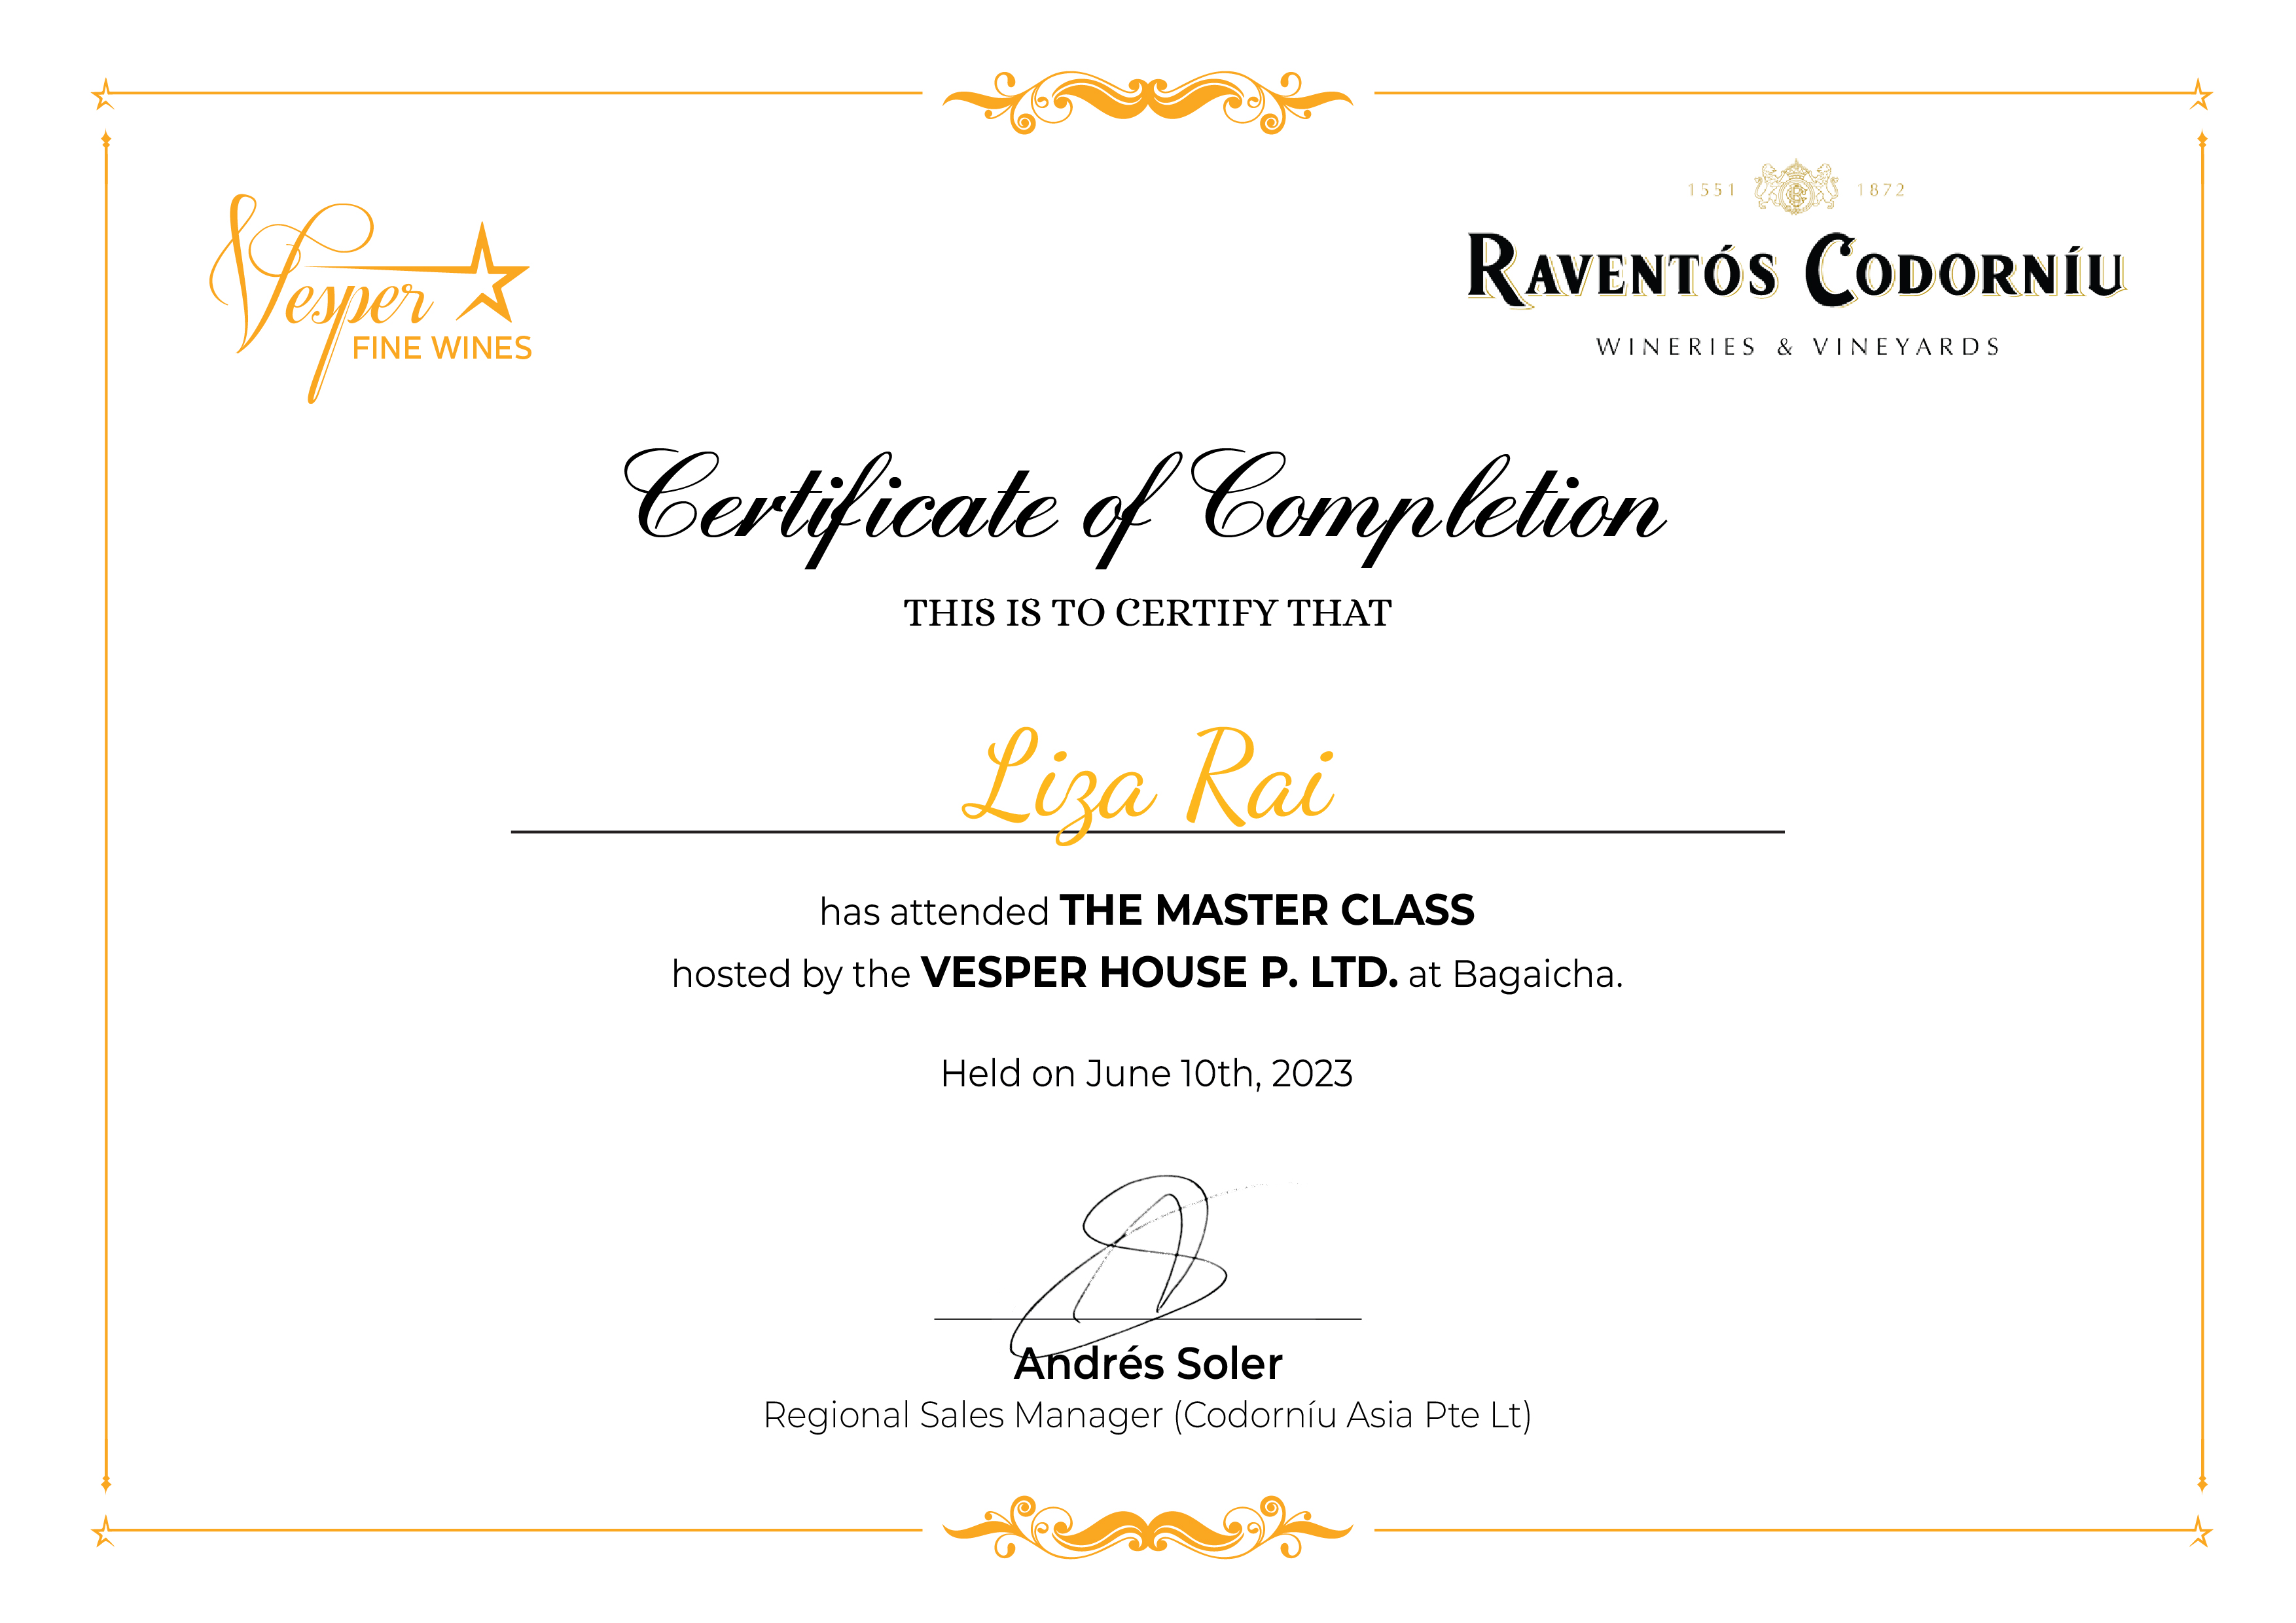 Vesper
FINE WINES
1551 1872
RAVENTÓS CODORNÍU
WINERIES & VINEYARDS
Certificate of Completion
THIS IS TO CERTIFY THAT
Liza Rai
has attended THE MASTER CLASS
hosted by the VESPER HOUSE P. LTD. at Bagaicha.
Held on June 10th, 2023
Andrés Soler
Regional Sales Manager (Codorníu Asia Pte Lt)